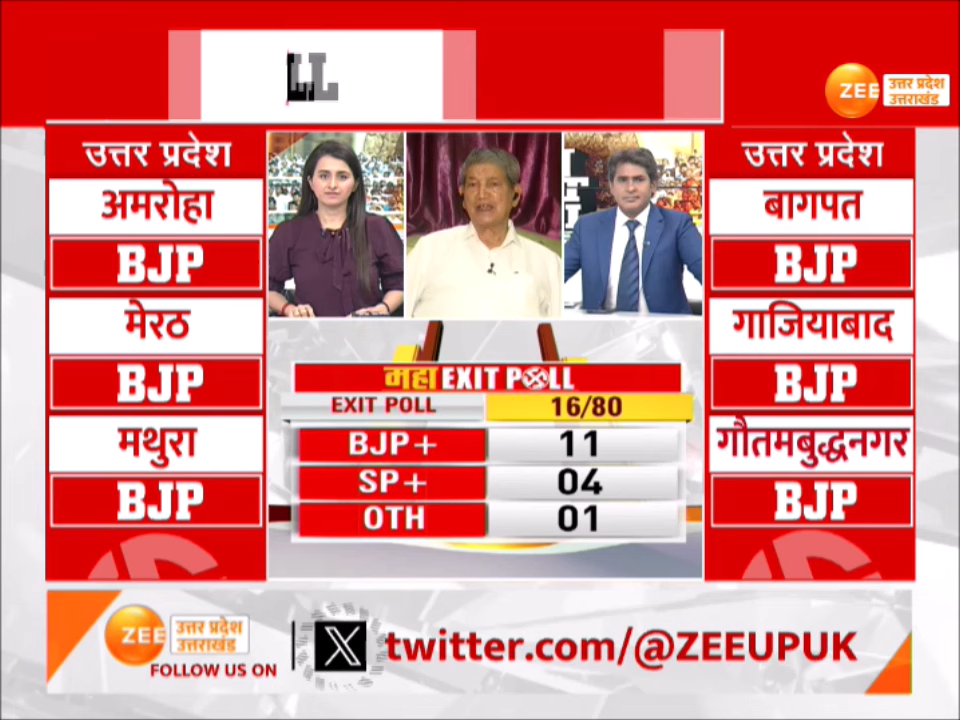 LL
ZEE उत्तर प्रदेश
उत्तराखंड
उत्तर प्रदेश
अमरोहा
BJP
मेरठ
BJP
मथुरा
BJP
महा EXIT POLL
EXIT POLL 16/80
BJP+ 11
SP+ 04
OTH 01
उत्तर प्रदेश
बागपत
BJP
गाजियाबाद
BJP
गौतमबुद्धनगर
BJP
ZEE उत्तर प्रदेश
उत्तराखंड
FOLLOW US ON
X twitter.com/@ZEEUPUK